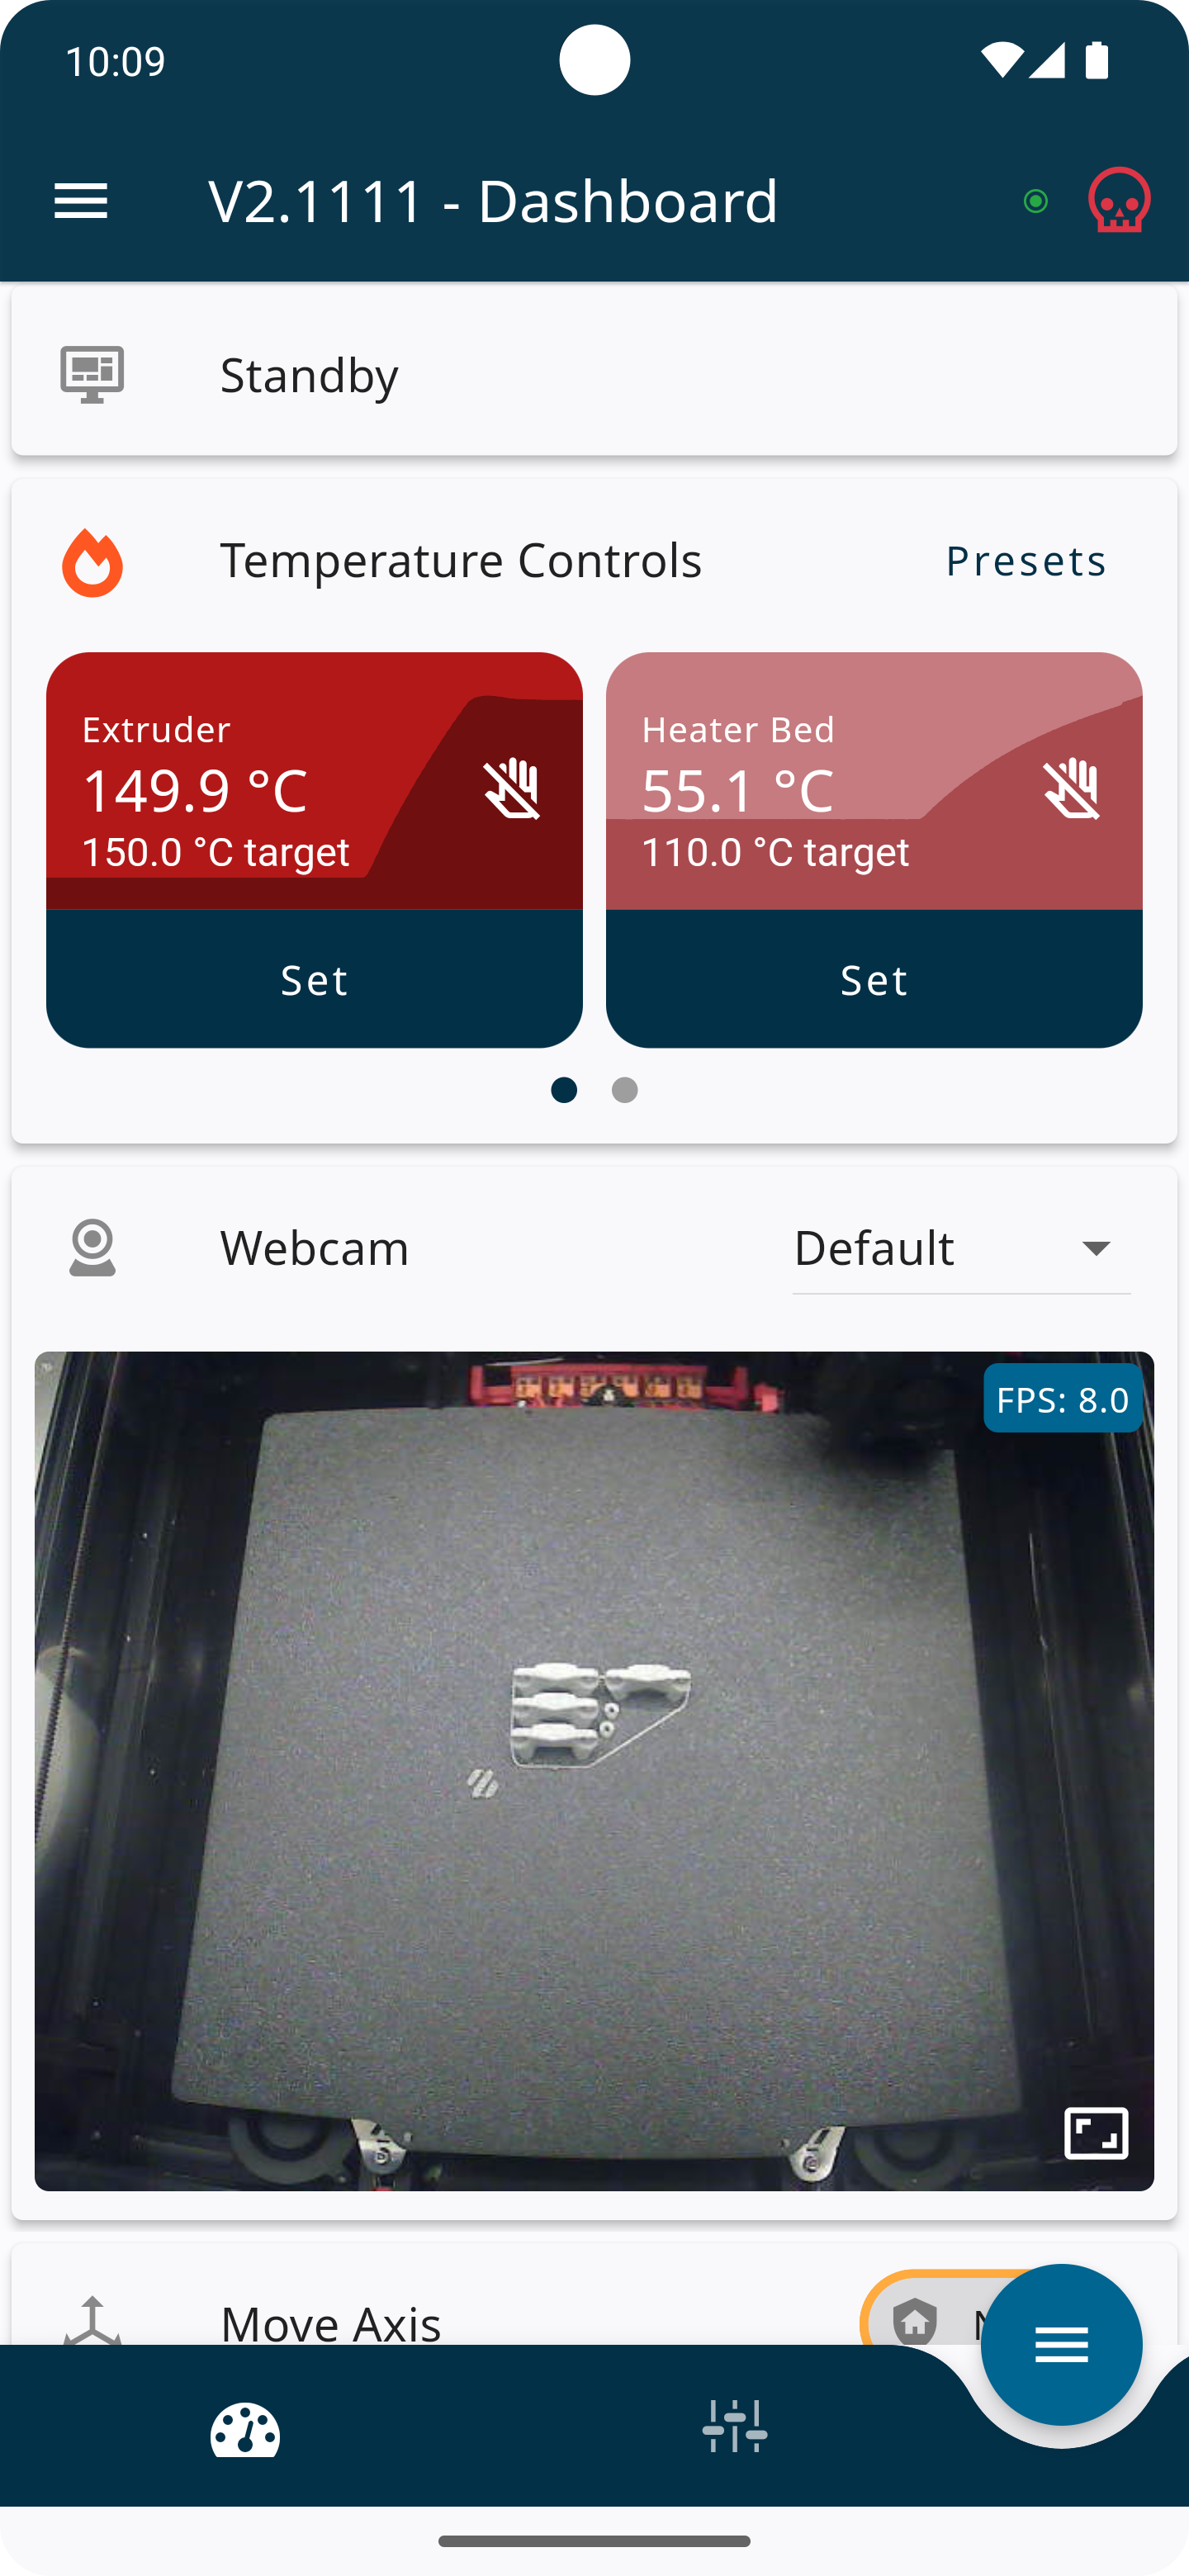 10:09
V2.1111 - Dashboard
Standby
Temperature Controls
Presets
Extruder
149.9 °C
150.0 °C target
Set
Heater Bed
55.1 °C
110.0 °C target
Set
Webcam
Default
FPS: 8.0
Move Axis